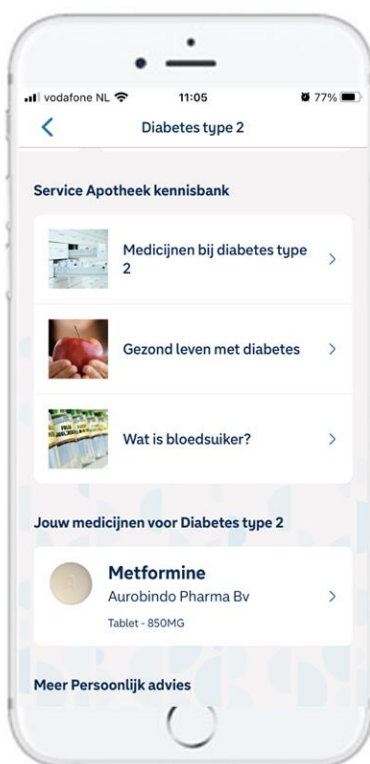 vodafone NL 11:05 77%
Diabetes type 2
Service Apotheek kennisbank
Medicijnen bij diabetes type
2
Gezond leven met diabetes
Wat is bloedsuiker?
Jouw medicijnen voor Diabetes type 2
Metformine
Aurobindo Pharma Bv
Tablet - 850MG
Meer Persoonlijk advies